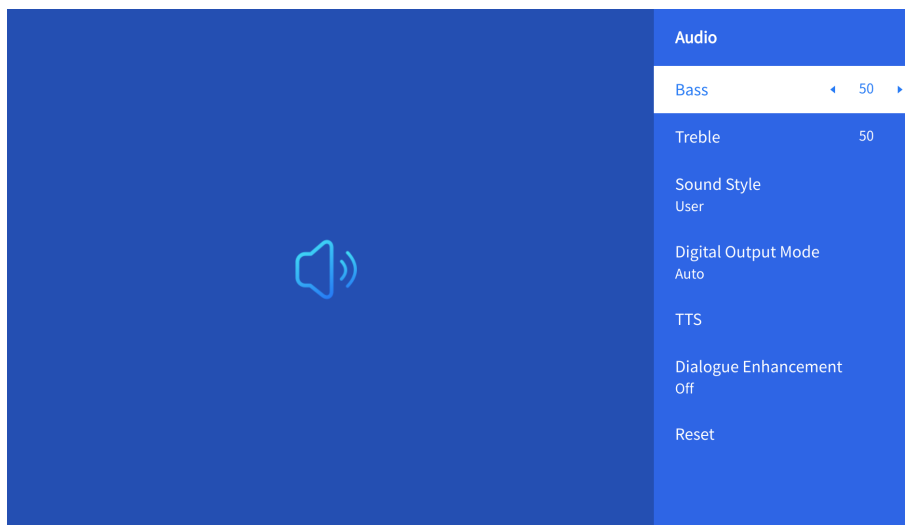 Audio
Bass 50
Treble 50
Sound Style
User
Digital Output Mode
Auto
TTS
Dialogue Enhancement
Off
Reset